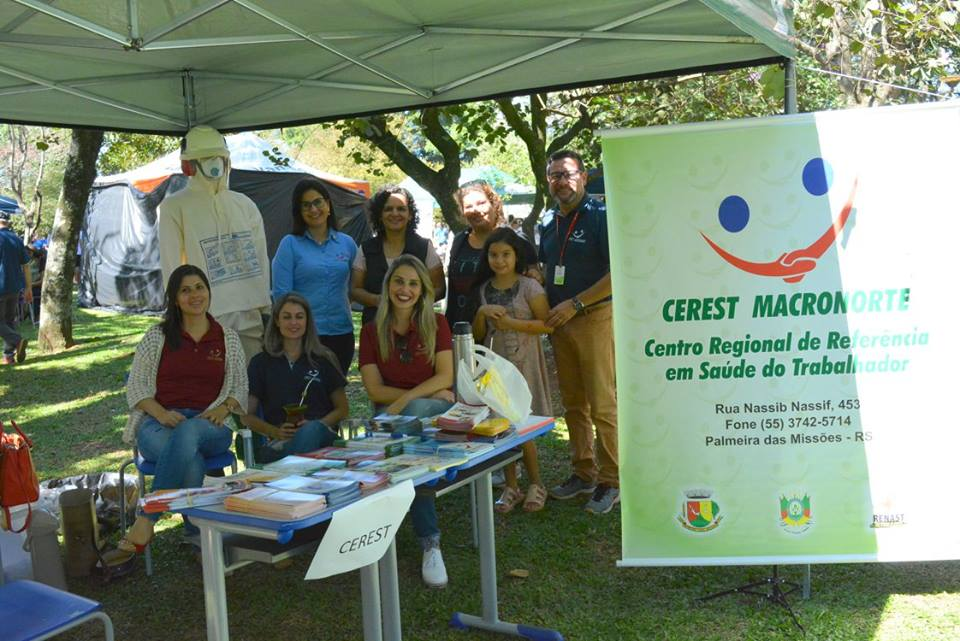 CEREST MACRONORTE
Centro Regional de Referência
em Saúde do Trabalhador
Rua Nassib Nassif, 453
Fone (55) 3742-5714
Palmeira das Missões - RS
RENAST
CEREST